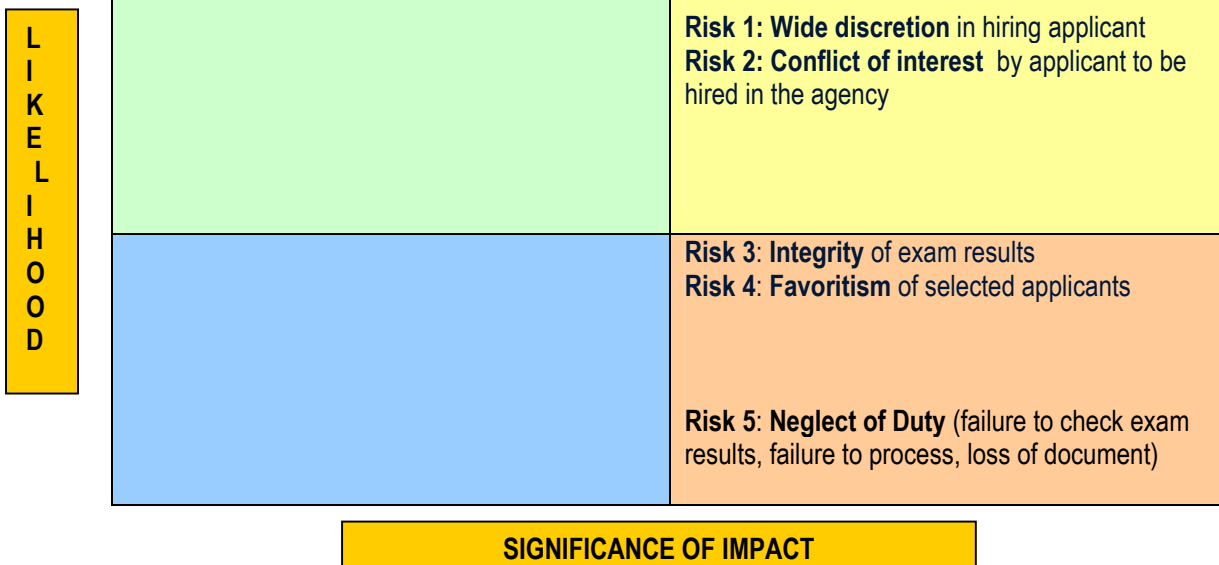 L
I
K
E
L
I
H
O
O
D
Risk 1: Wide discretion in hiring applicant
Risk 2: Conflict of interest by applicant to be
hired in the agency
Risk 3: Integrity of exam results
Risk 4: Favoritism of selected applicants
Risk 5: Neglect of Duty (failure to check exam
results, failure to process, loss of document)
SIGNIFICANCE OF IMPACT